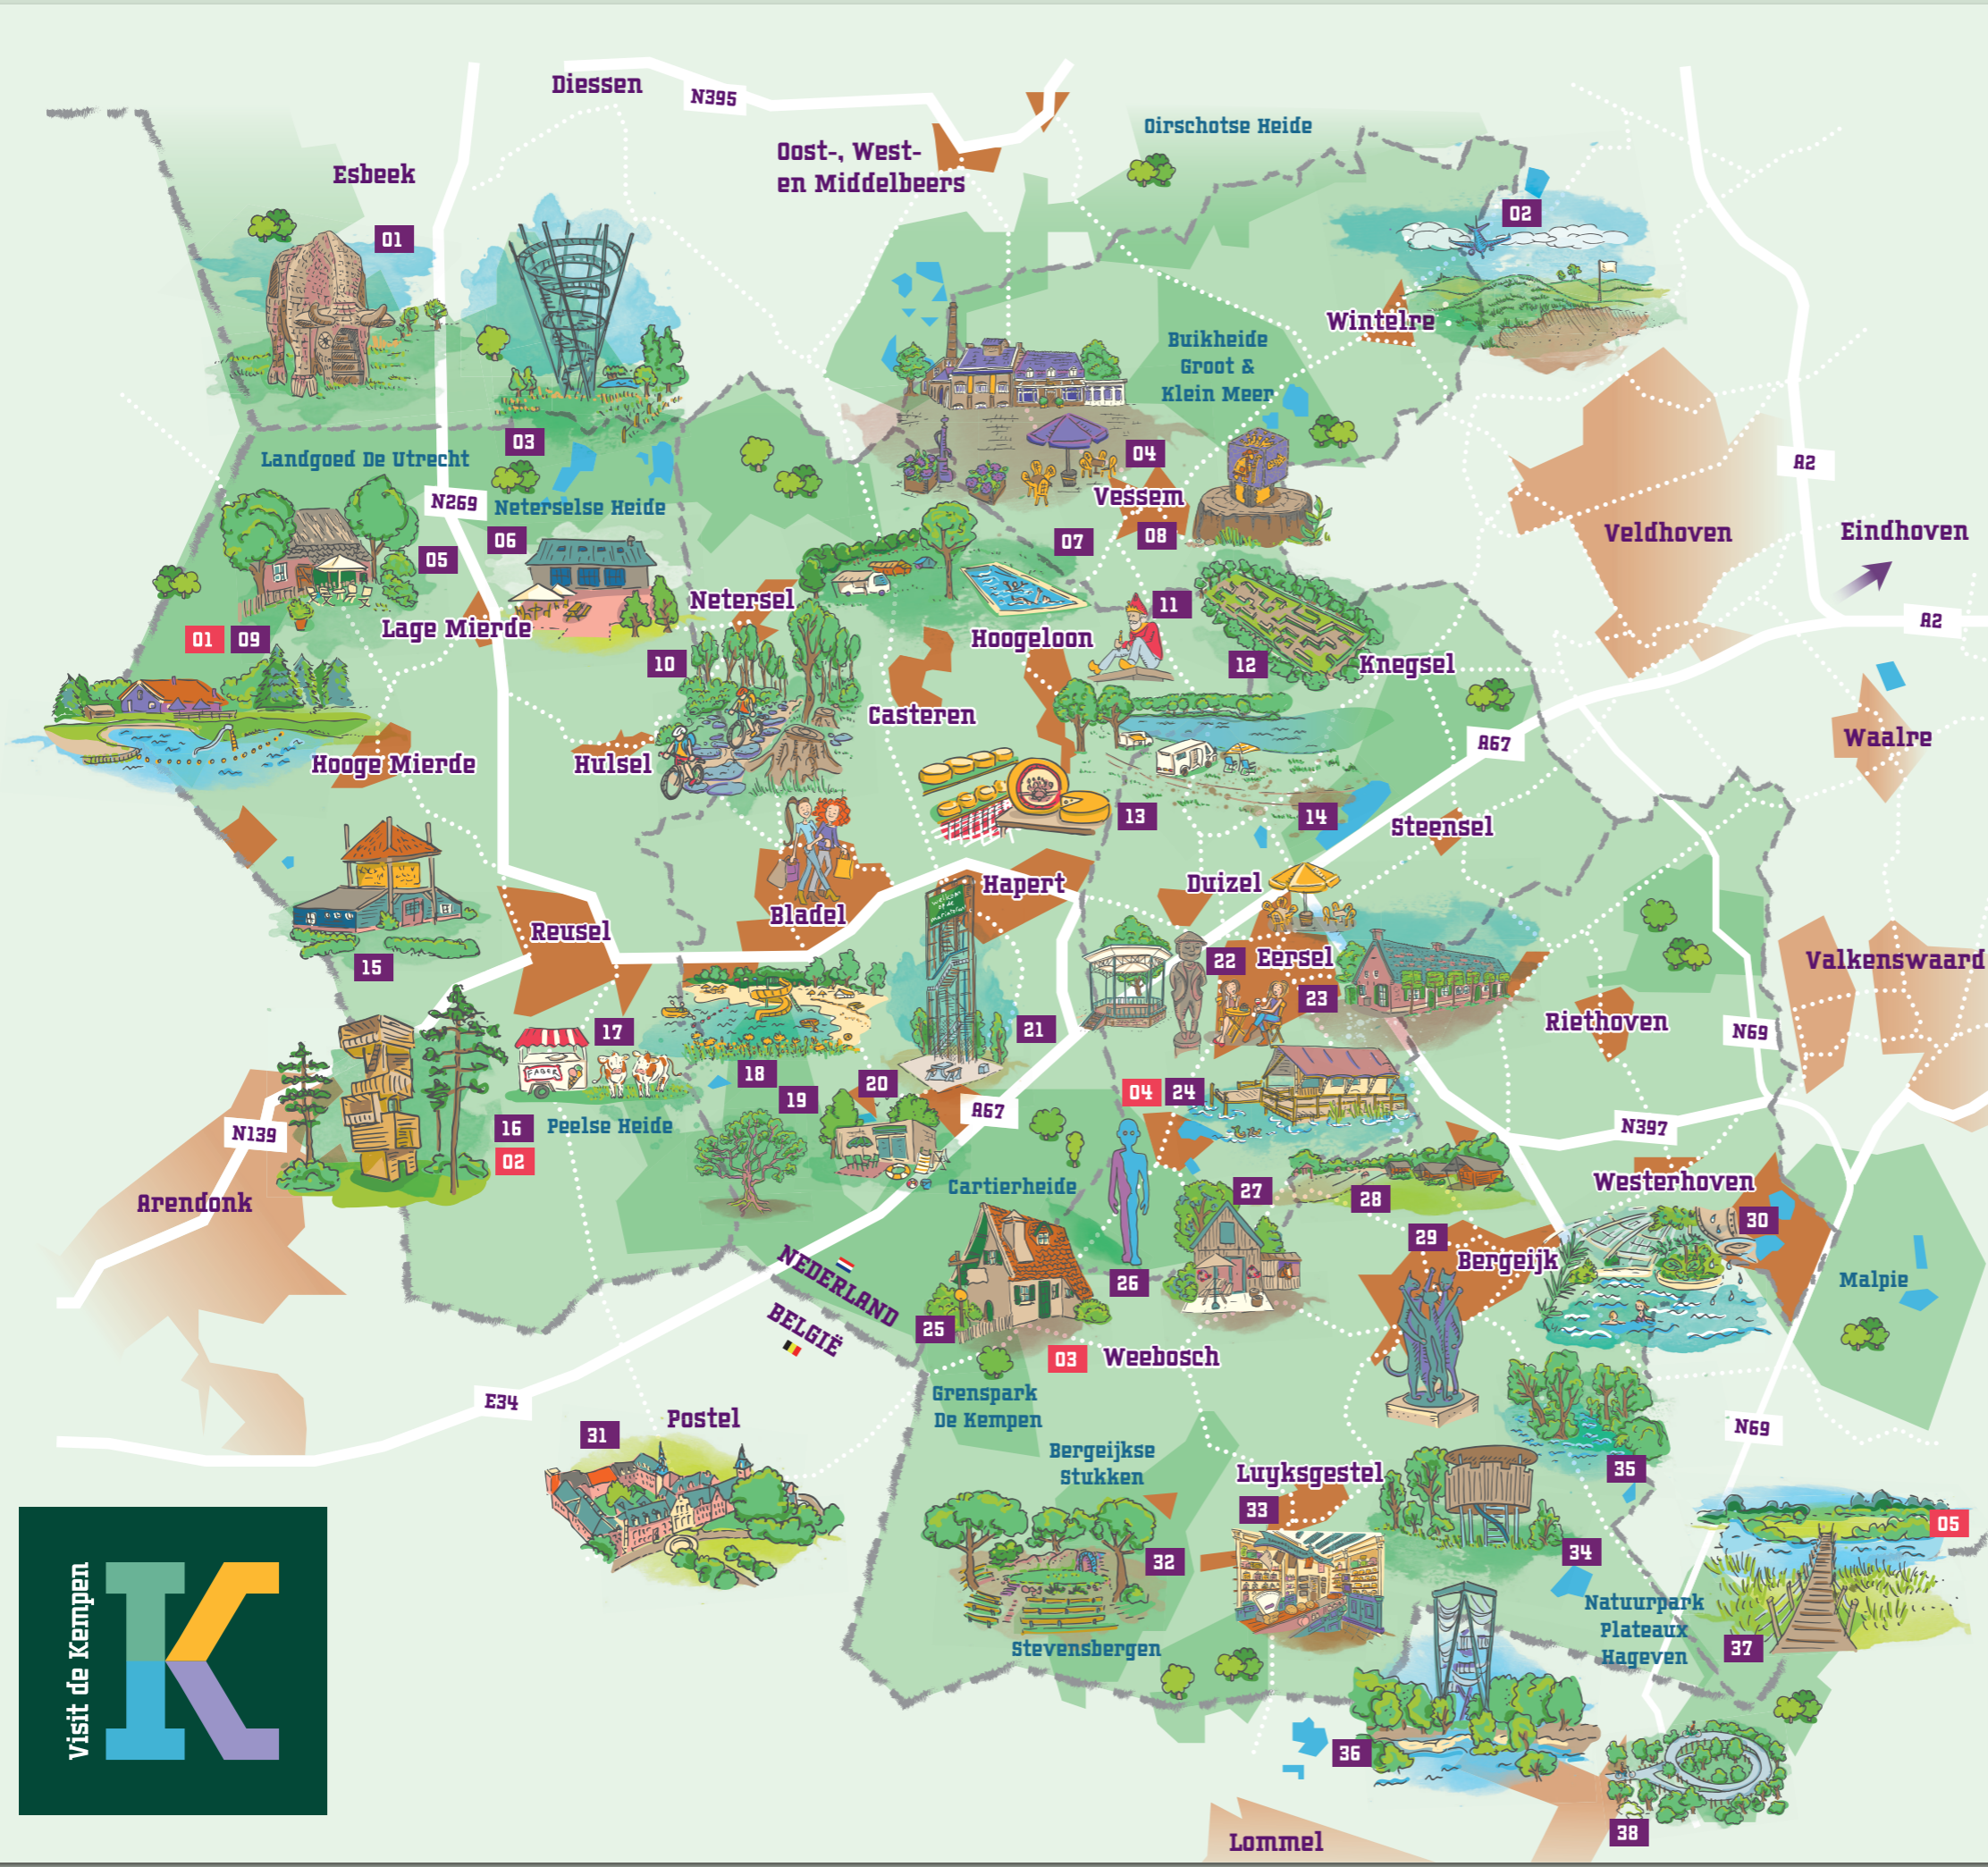 Diessen
N395
Oirschotse Heide
Oost-, West-
en Middelbeers
Esbeek
01
02
Wintelre
Buikheide
Groot &
Klein Meer
03
04
Landgoed De Utrecht
A2
N269
Neterselse Heide
Vessem
Veldhoven
Eindhoven
06
07
08
05
Netersel
11
A2
Lage Mierde
01
09
Hoogeloon
10
12
Knegsel
Casteren
Waalre
A67
Hooge Mierde
Hulsel
13
14
Steensel
Hapert
Duizel
welkom
op de
Bladel
Reusel
15
22
Eersel
Valkenswaard
23
Riethoven
N69
17
21
18
20
19
04
24
A67
N139
16
Peelse Heide
N397
02
Arendonk
Cartierheide
27
28
Westerhoven
30
29
Bergeijk
NEDERLAND
BELGIË
26
Malpie
25
03
Weebosch
E34
Grenspark
De Kempen
Postel
31
N69
Bergeijkse
Stukken
Luyksgestel
35
33
05
32
34
Natuurpark
Plateaux
Hageven
Stevensbergen
37
36
38
Lommel
Visit de Kempen
K